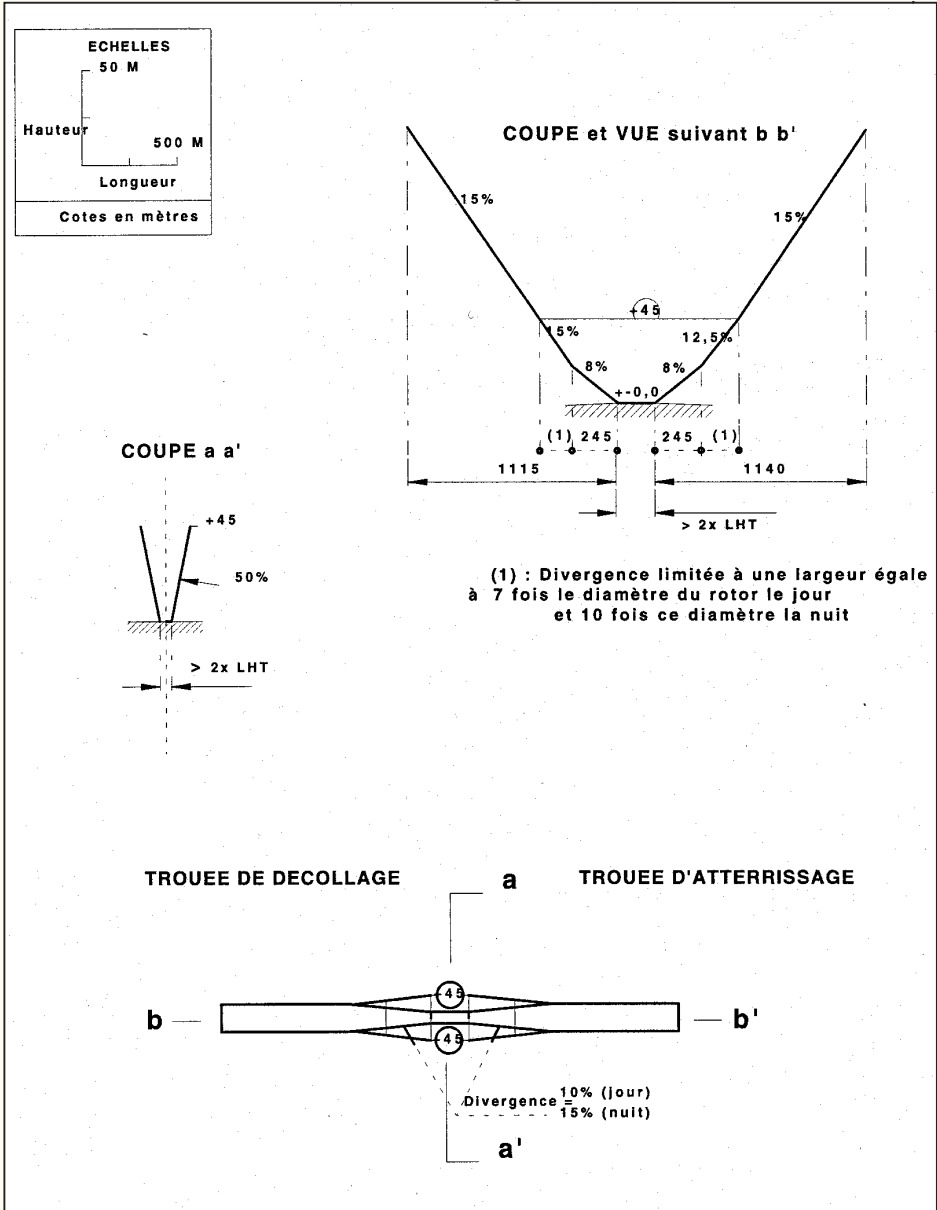 ECHELLES
50 M
Hauteur
500 M
Longueur
Cotes en mètres
COUPE et VUE suivant b b'
15%
15%
+45
15%
12,5%
8%
8%
+-0,0
(1) 245
245 (1)
1115
1140
> 2x LHT
COUPE a a'
+45
50%
> 2x LHT
(1) : Divergence limitée à une largeur égale
à 7 fois le diamètre du rotor le jour
et 10 fois ce diamètre la nuit
TROUEE DE DECOLLAGE
a
TROUEE D'ATTERRISSAGE
45
b
b'
45
Divergence = 10% (jour)
15% (nuit)
a'